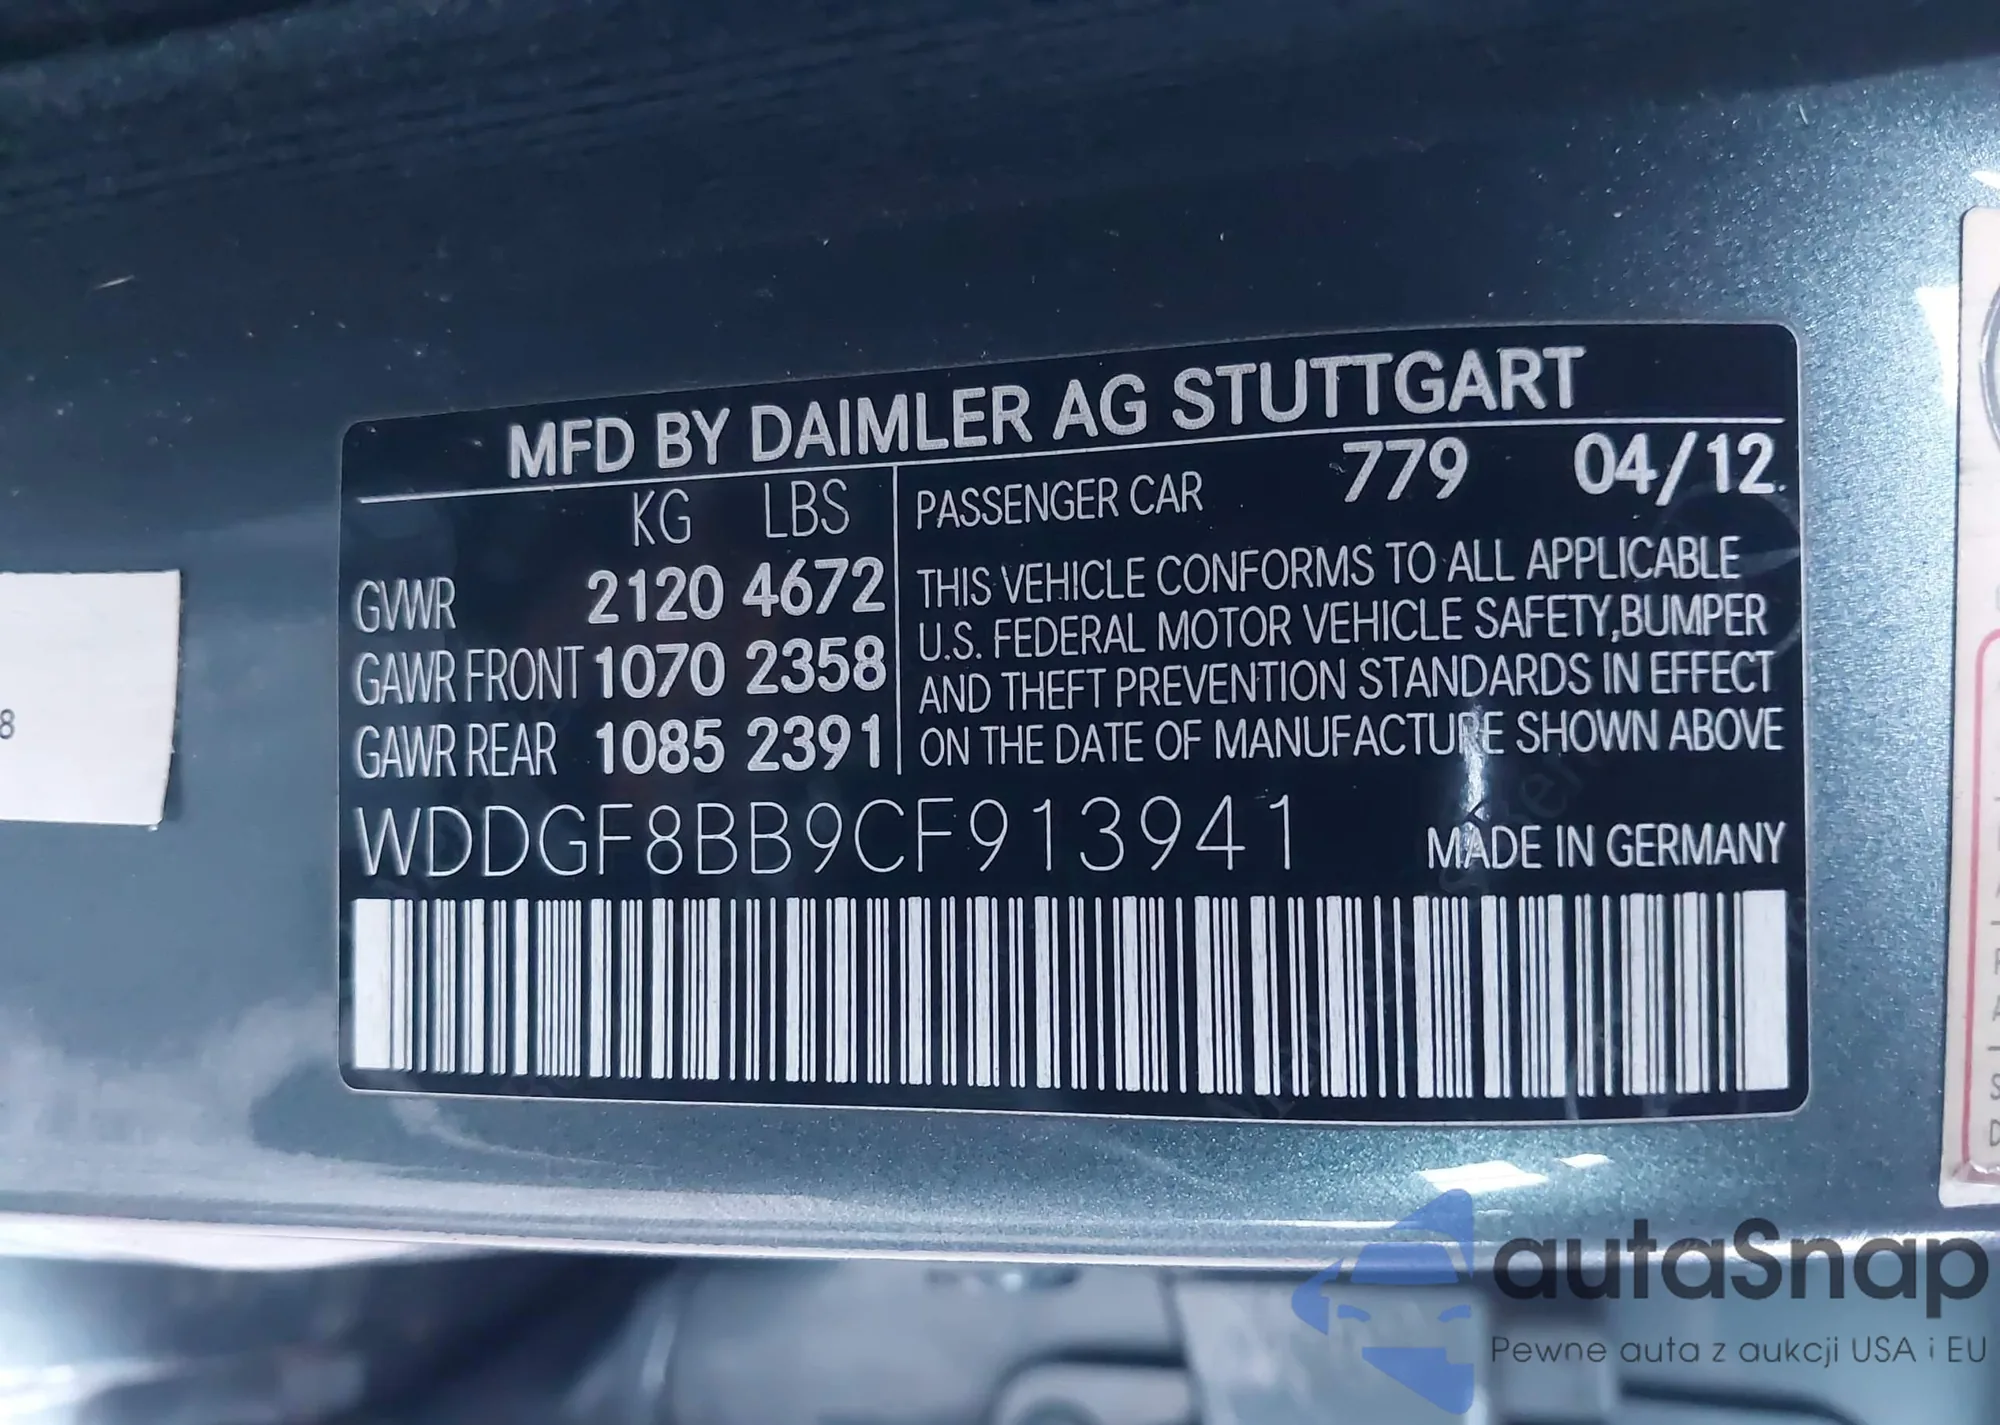 MFD BY DAIMLER AG STUTTGART
KG LBS
GVWR 2120 4672
GAWR FRONT 1070 2358
GAWR REAR 1085 2391
PASSENGER CAR 779 04/12
THIS VEHICLE CONFORMS TO ALL APPLICABLE
U.S. FEDERAL MOTOR VEHICLE SAFETY,BUMPER
AND THEFT PREVENTION STANDARDS IN EFFECT
ON THE DATE OF MANUFACTURE SHOWN ABOVE
WDDGF8BB9CF913941
MADE IN GERMANY
8
autaSnap
Pewne auta z aukcji USA i EU